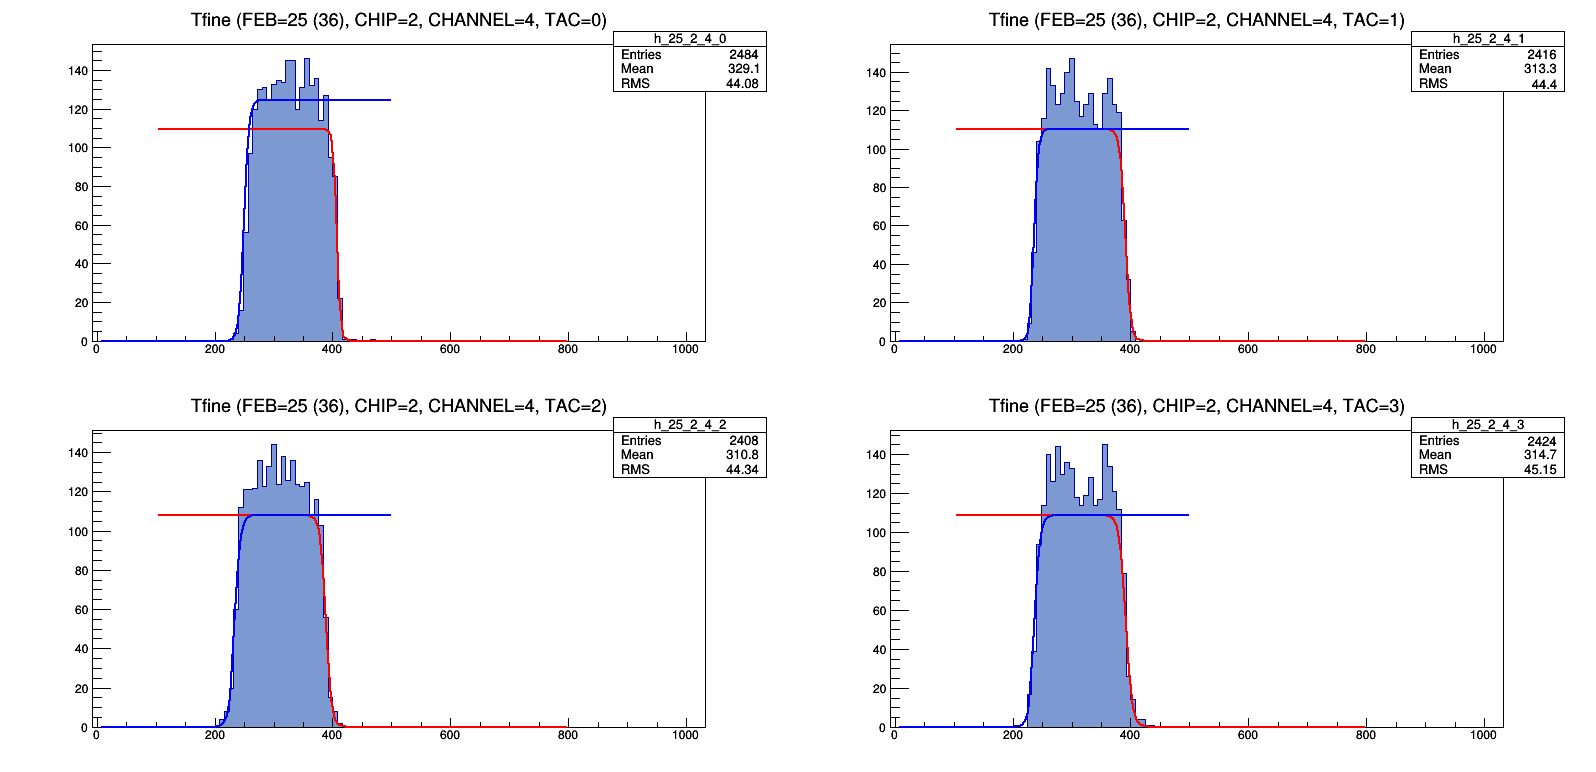 Tfine (FEB=25 (36), CHIP=2, CHANNEL=4, TAC=0)
h_25_2_4_0
Entries 2484
Mean 329.1
RMS 44.08
140
120
100
80
60
40
20
0
0 200 400 600 800 1000
Tfine (FEB=25 (36), CHIP=2, CHANNEL=4, TAC=1)
h_25_2_4_1
Entries 2416
Mean 313.3
RMS 44.4
140
120
100
80
60
40
20
0
0 200 400 600 800 1000
Tfine (FEB=25 (36), CHIP=2, CHANNEL=4, TAC=2)
h_25_2_4_2
Entries 2408
Mean 310.8
RMS 44.34
140
120
100
80
60
40
20
0
0 200 400 600 800 1000
Tfine (FEB=25 (36), CHIP=2, CHANNEL=4, TAC=3)
h_25_2_4_3
Entries 2424
Mean 314.7
RMS 45.15
140
120
100
80
60
40
20
0
0 200 400 600 800 1000